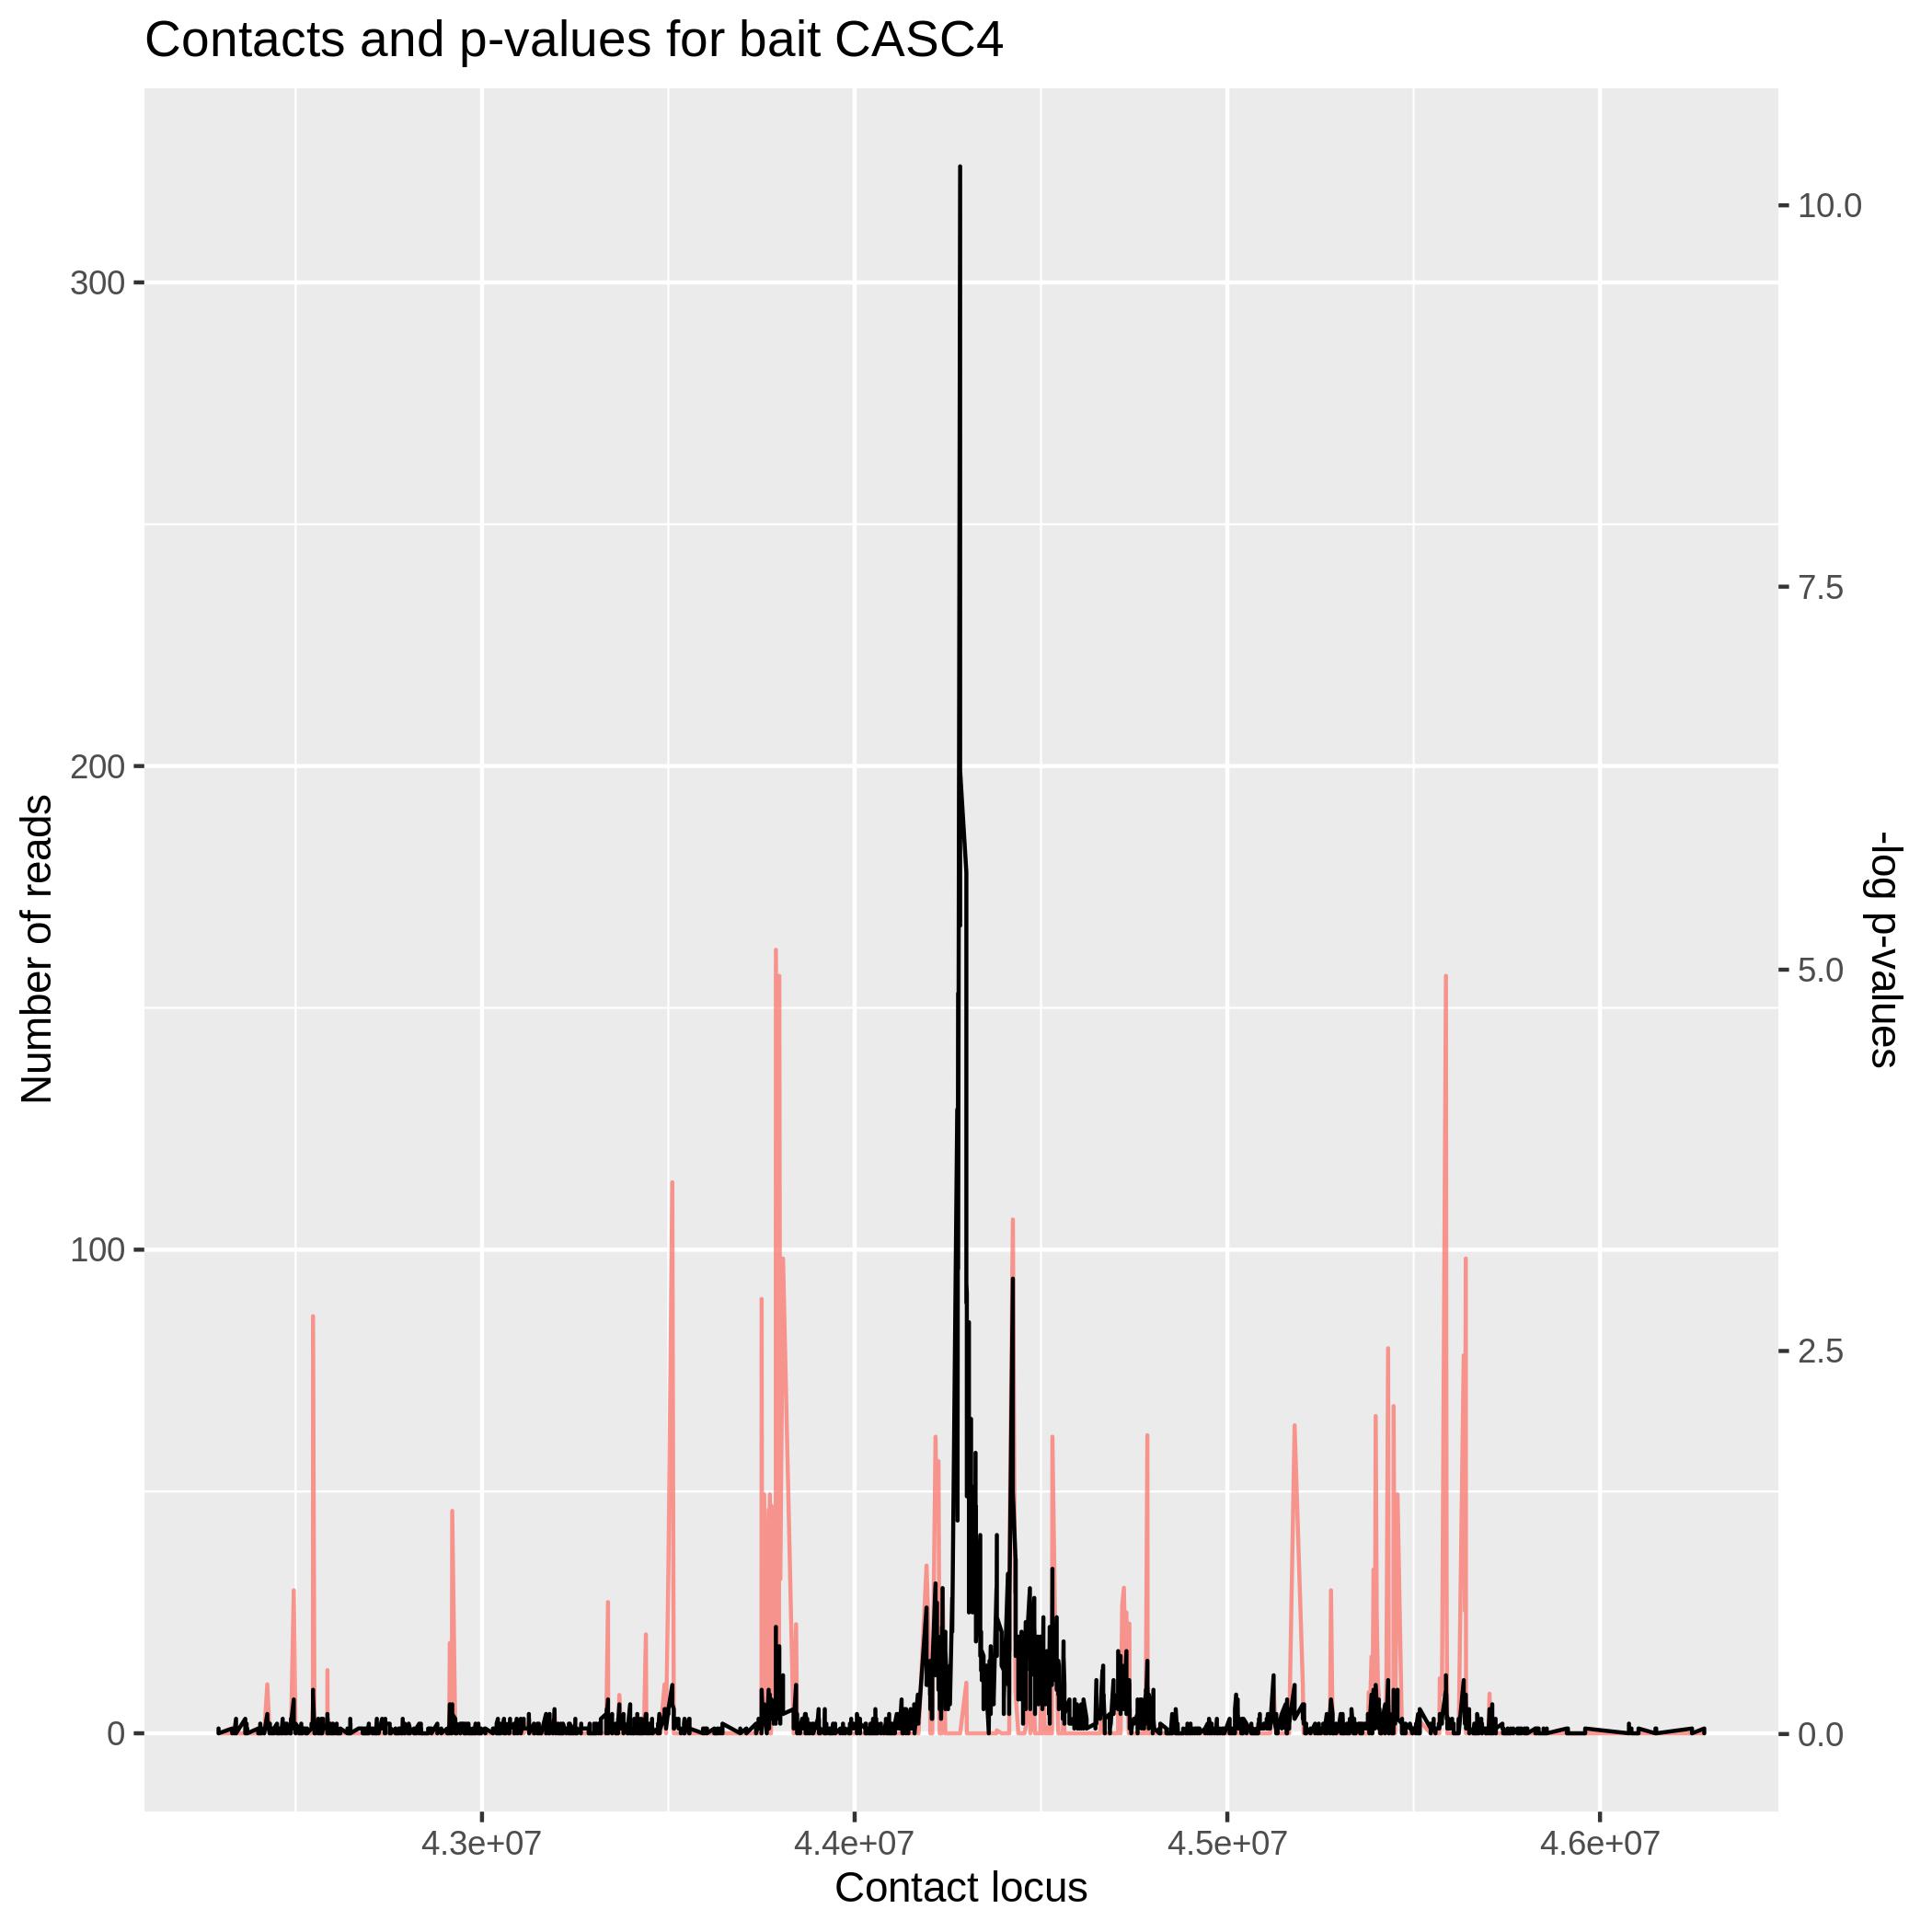 Contacts and p-values for bait CASC4
Number of reads
300
200
100
0
10.0
7.5
5.0
2.5
0.0
-log p-values
4.3e+07 4.4e+07 4.5e+07 4.6e+07
Contact locus